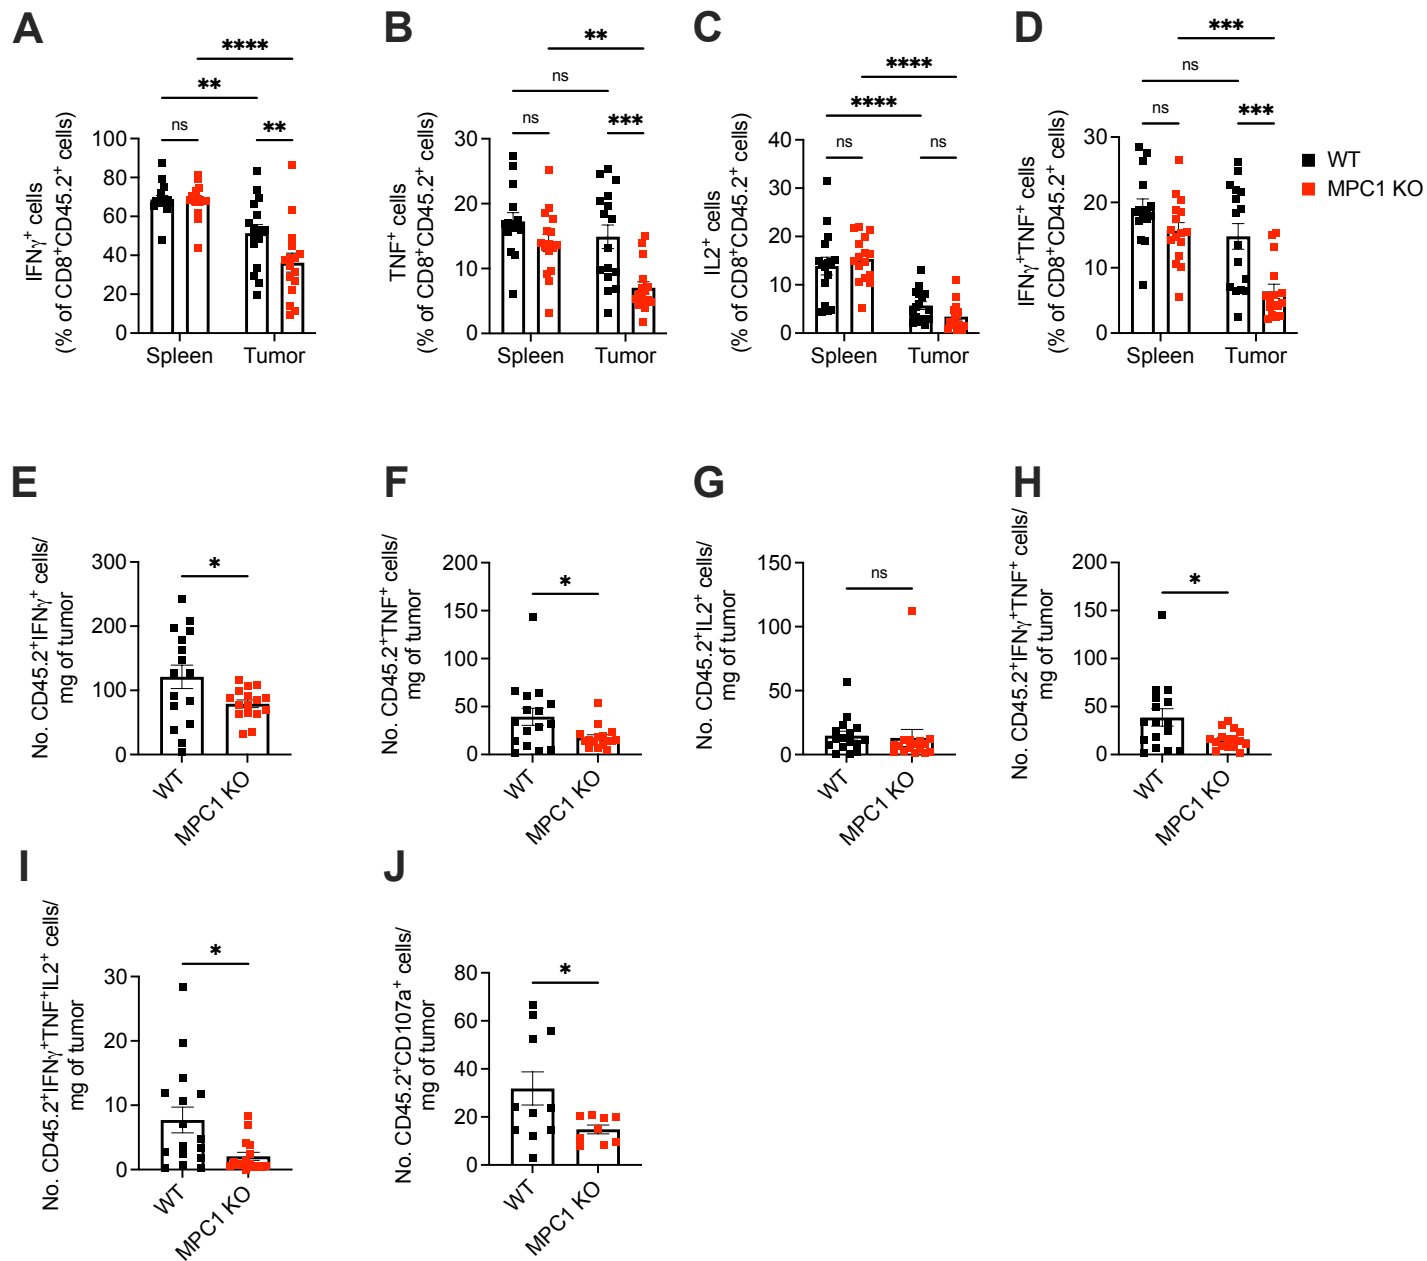 A
B
C
D
****
**
ns
**
IFNγ⁺ cells
(% of CD8⁺CD45.2⁺ cells)
100
80
60
40
20
0
Spleen
Tumor
**
ns
ns
***
TNF⁺ cells
(% of CD8⁺CD45.2⁺ cells)
30
20
10
0
Spleen
Tumor
****
****
ns
ns
IL2⁺ cells
(% of CD8⁺CD45.2⁺ cells)
40
30
20
10
0
Spleen
Tumor
***
ns
ns
***
IFNγ⁺TNF⁺ cells
(% of CD8⁺CD45.2⁺ cells)
30
20
10
0
Spleen
Tumor
WT
MPC1 KO
E
F
G
H
No. CD45.2⁺IFNγ⁺ cells/
mg of tumor
300
200
100
0
*
WT
MPC1 KO
No. CD45.2⁺TNF⁺ cells/
mg of tumor
200
150
100
50
0
*
WT
MPC1 KO
No. CD45.2⁺IL2⁺ cells/
mg of tumor
150
100
50
0
ns
WT
MPC1 KO
No. CD45.2⁺IFNγ⁺TNF⁺ cells/
mg of tumor
200
150
100
50
0
*
WT
MPC1 KO
I
J
No. CD45.2⁺IFNγ⁺TNF⁺IL2⁺ cells/
mg of tumor
30
20
10
0
*
WT
MPC1 KO
No. CD45.2⁺CD107a⁺ cells/
mg of tumor
80
60
40
20
0
*
WT
MPC1 KO